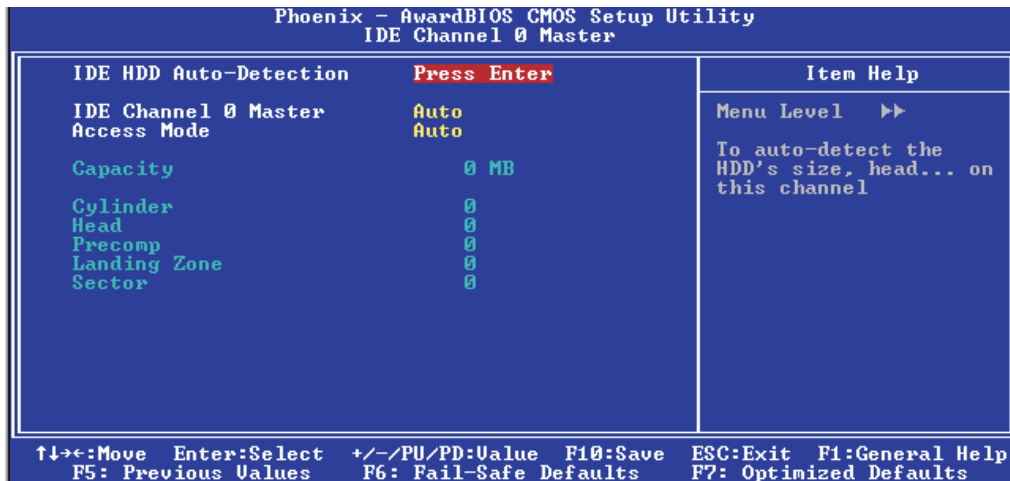 Phoenix - AwardBIOS CMOS Setup Utility
IDE Channel 0 Master
IDE HDD Auto-Detection Press Enter
IDE Channel 0 Master Auto
Access Mode Auto
Capacity 0 MB
Cylinder 0
Head 0
Precomp 0
Landing Zone 0
Sector 0
Item Help
Menu Level ▶▶
To auto-detect the
HDD's size, head... on
this channel
↑↓→←:Move Enter:Select +/-/PU/PD:Value F10:Save ESC:Exit F1:General Help
F5: Previous Values F6: Fail-Safe Defaults F7: Optimized Defaults